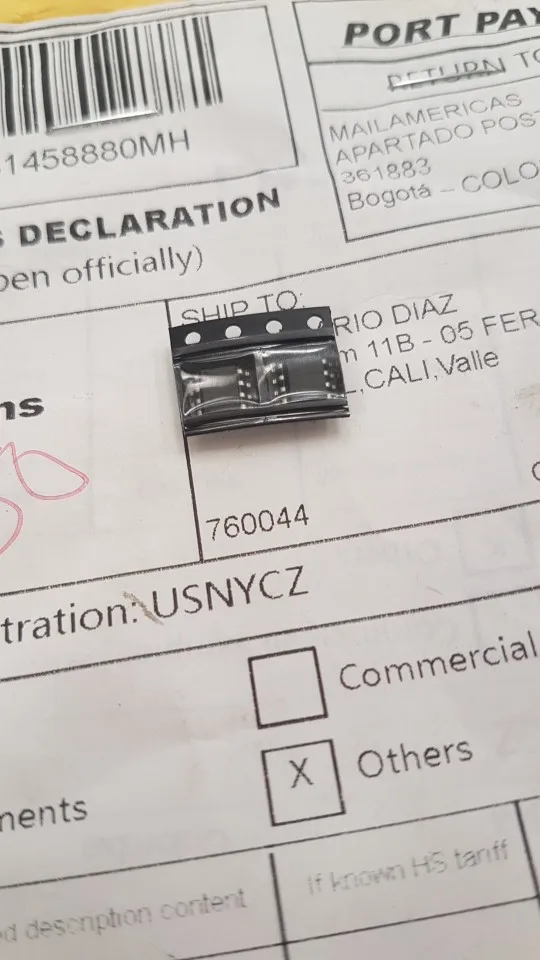 PORT PAY
RETURN TO
MAILAMERICAS
APARTADO POST
361883
Bogotá - COLO
1458880MH
S DECLARATION
pen officially)
SHIP TO:
RIO DIAZ
m 11B - 05 FER
L,CALI,Valle
ns
760044
tration: USNYCZ
Commercial
X Others
ments
d description content
If known HS tariff